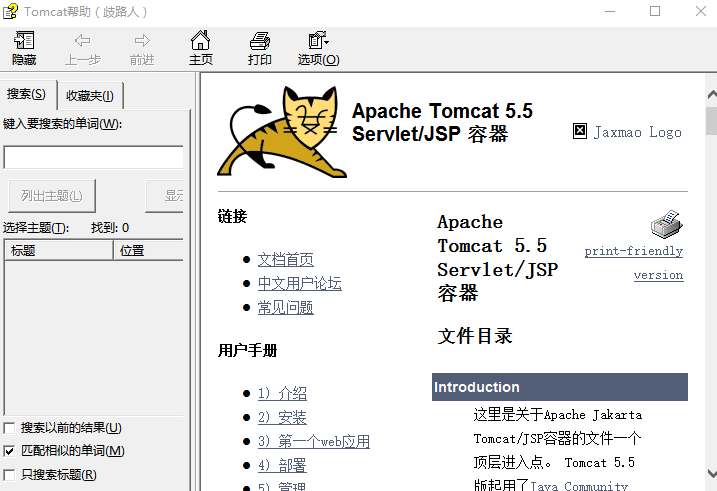 Tomcat帮助（歧路人）
隐藏 上一步 前进 主页 打印 选项(O)
搜索(S) 收藏夹(I)
键入要搜索的单词(W):
列出主题(L) 显示
选择主题(T): 找到: 0
标题 位置
搜索以前的结果(U)
匹配相似的单词(M)
只搜索标题(R)
Apache Tomcat 5.5
Servlet/JSP 容器
Jaxmao Logo
链接
文档首页
中文用户论坛
常见问题
用户手册
1) 介绍
2) 安装
3) 第一个web应用
4) 部署
5) 管理
Apache
Tomcat 5.5
Servlet/JSP
容器
print-friendly
version
文件目录
Introduction
这里是关于Apache Jakarta
Tomcat/JSP容器的文件一个
顶层进入点。 Tomcat 5.5
版起用了Java Community